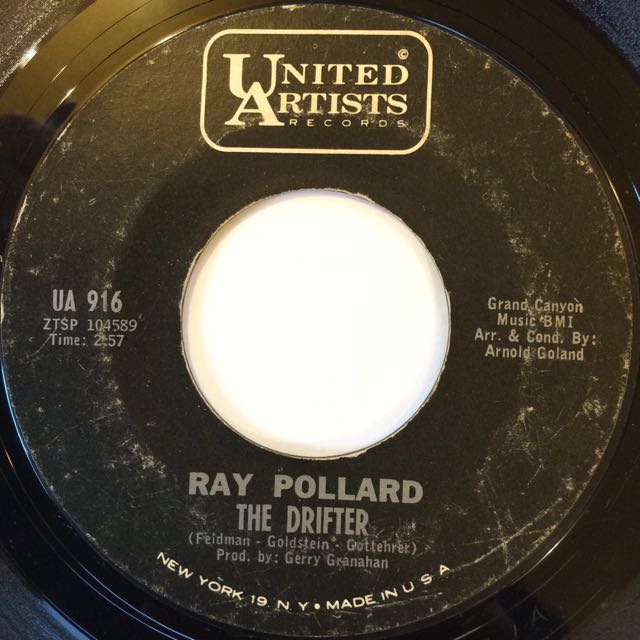 ©
UNITED
ARTISTS
RECORDS
UA 916
ZTSP 104589
Time: 2:57
Grand Canyon
Music BMI
Arr. & Cond. By:
Arnold Goland
RAY POLLARD
THE DRIFTER
(Feldman - Goldstein - Gottehrer)
Prod. by: Gerry Granahan
NEW YORK 19, N.Y. • MADE IN U S A